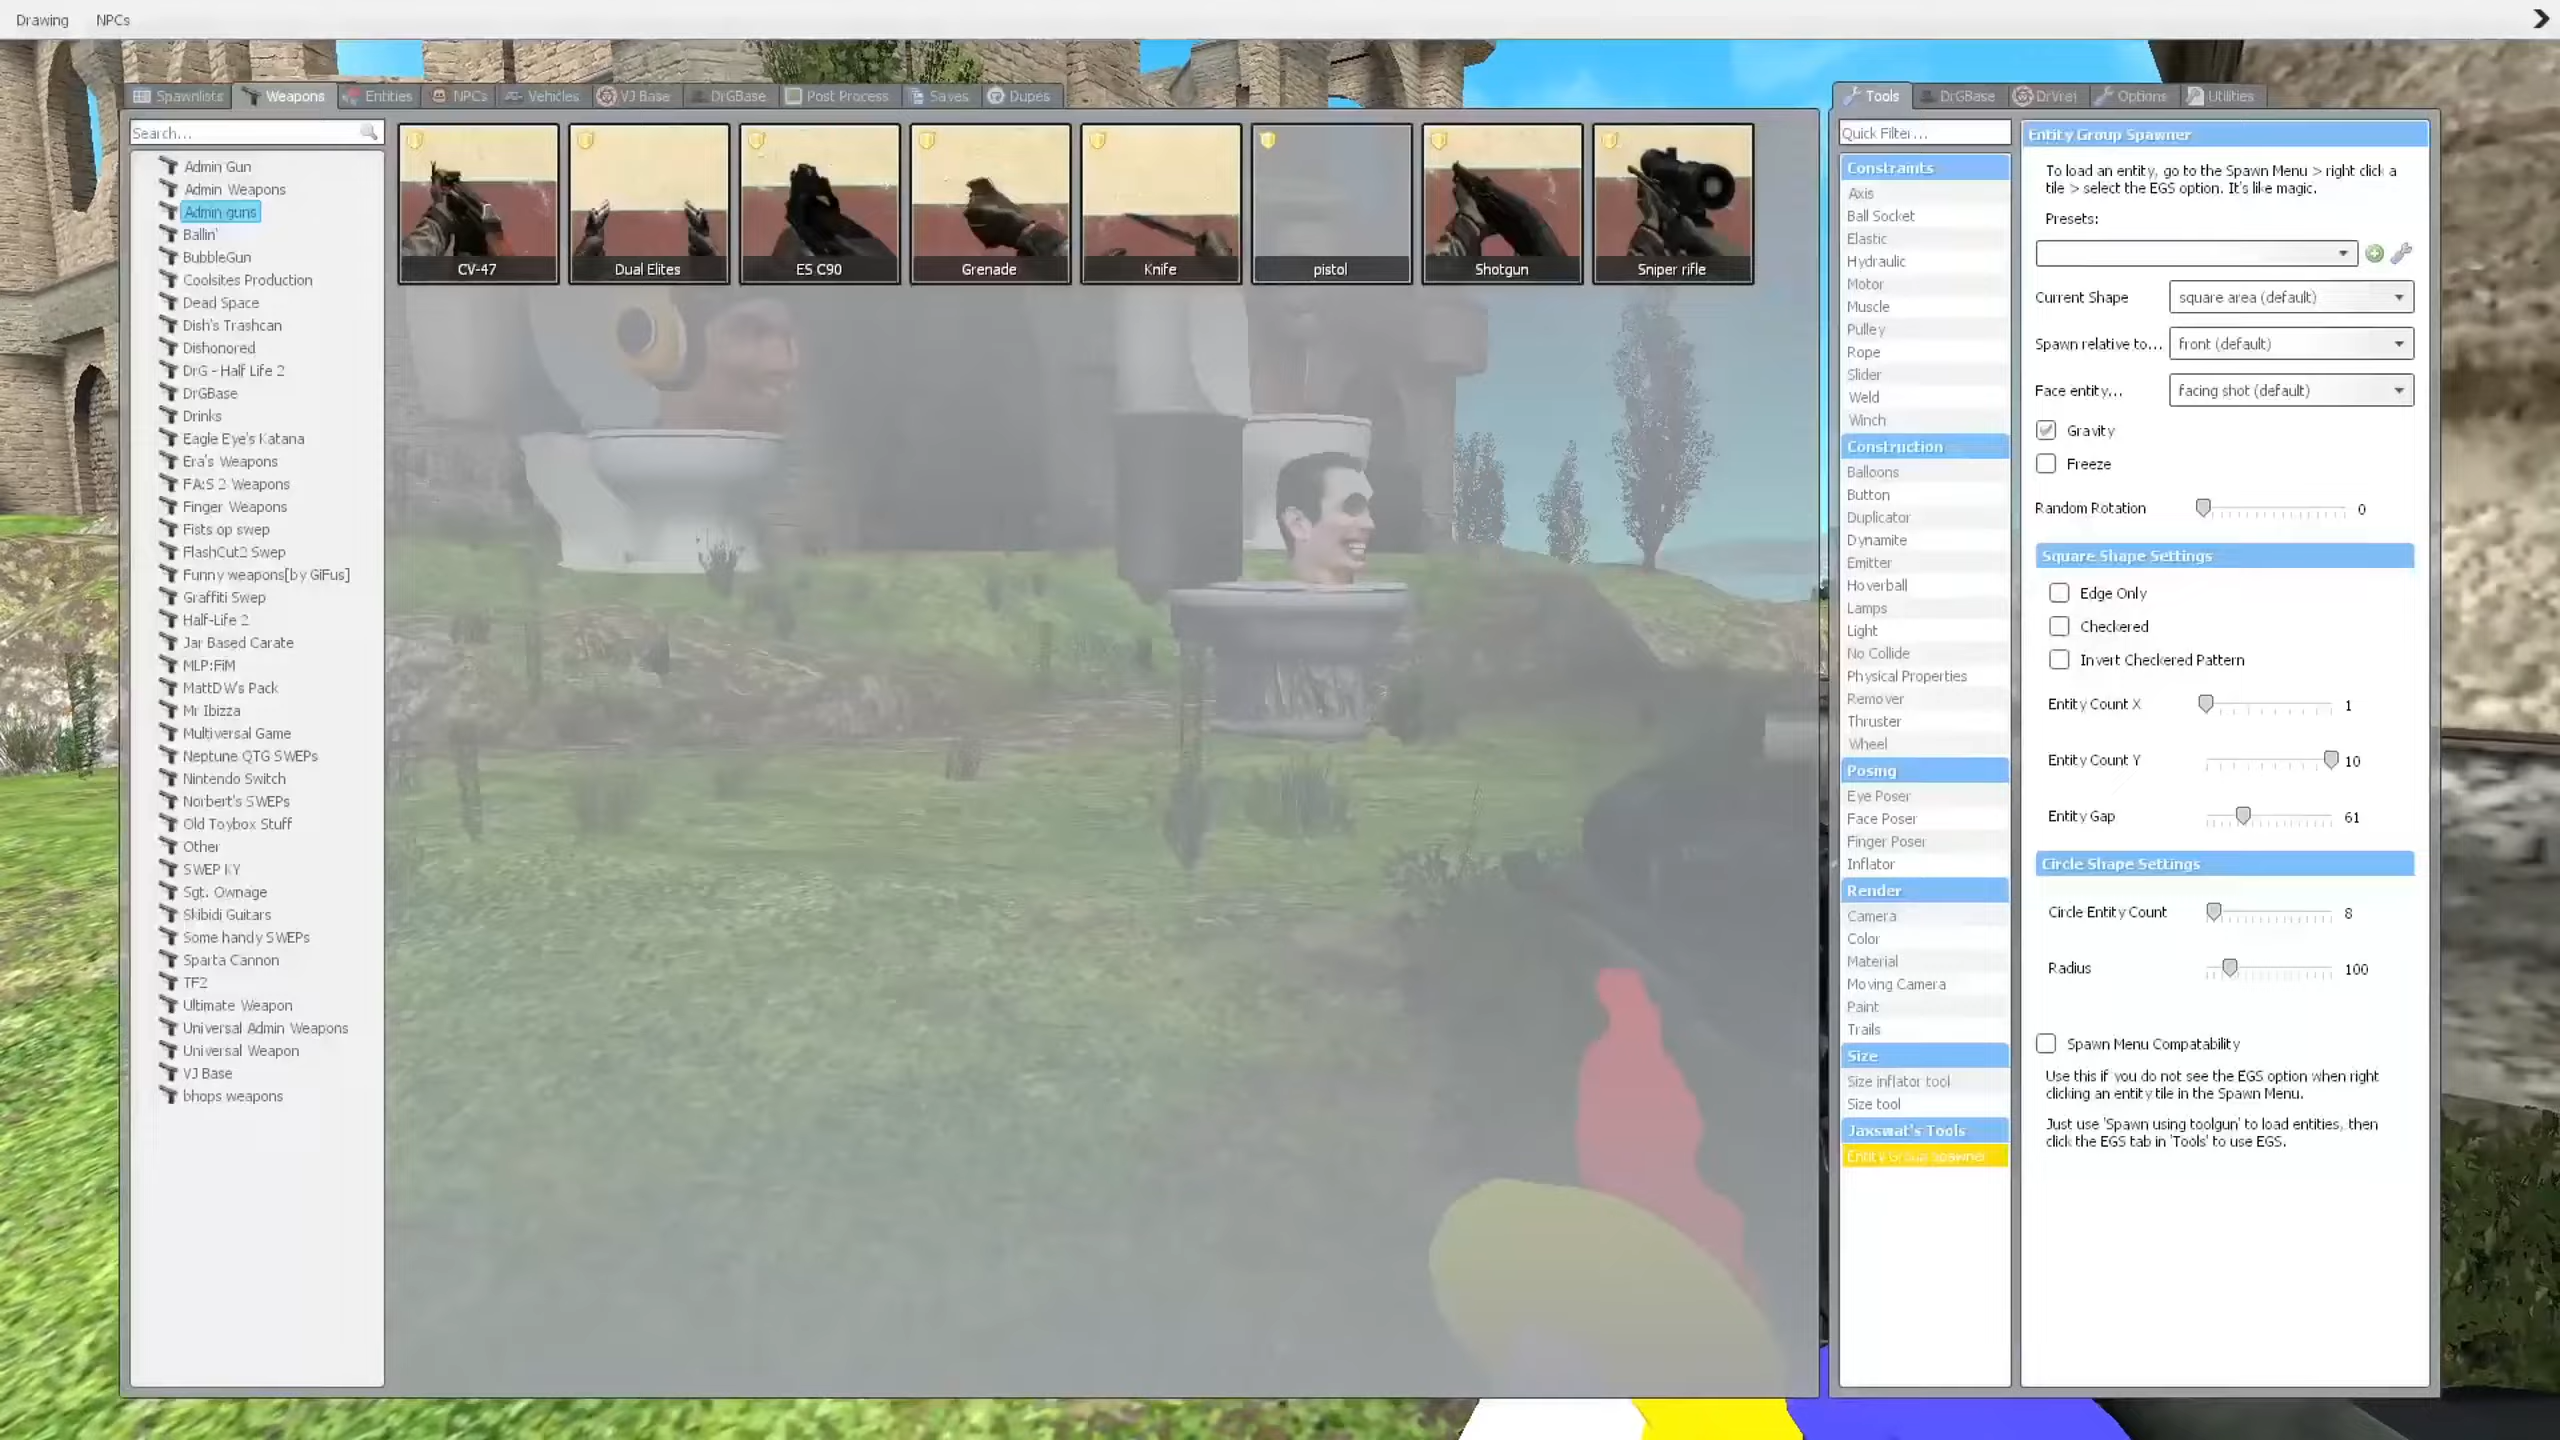 Drawing NPCs
Spawnlists Weapons Entities NPCs Vehicles VJ Base DrGBase Post Process Saves Dupes
Search...
Admin Gun
Admin Weapons
Admin guns
Ballin'
BubbleGun
Coolsites Production
Dead Space
Dish's Trashcan
Dishonored
DrG - Half Life 2
DrGBase
Drinks
Eagle Eye's Katana
Era's Weapons
FA:S 2 Weapons
Finger Weapons
Fists op swep
FlashCut2 Swep
Funny weapons[by GiFus]
Graffiti Swep
Half-Life 2
Jar Based Carate
MLP:FiM
MattDW's Pack
Mr Ibizza
Multiversal Game
Neptune QTG SWEPs
Nintendo Switch
Norbert's SWEPs
Old Toybox Stuff
Other
SWEP KY
Sgt. Ownage
Skibidi Guitars
Some handy SWEPs
Sparta Cannon
TF2
Ultimate Weapon
Universal Admin Weapons
Universal Weapon
VJ Base
bhops weapons
CV-47 Dual Elites ES C90 Grenade Knife pistol Shotgun Sniper rifle
Tools DrGBase DrVrej Options Utilities
Quick Filter...
Constraints
Axis
Ball Socket
Elastic
Hydraulic
Motor
Muscle
Pulley
Rope
Slider
Weld
Winch
Construction
Balloons
Button
Duplicator
Dynamite
Emitter
Hoverball
Lamps
Light
No Collide
Physical Properties
Remover
Thruster
Wheel
Posing
Eye Poser
Face Poser
Finger Poser
Inflator
Render
Camera
Color
Material
Moving Camera
Paint
Trails
Size
Size inflator tool
Size tool
Jaxswat's Tools
Entity Group Spawner
Entity Group Spawner
To load an entity, go to the Spawn Menu > right click a
tile > select the EGS option. It's like magic.
Presets:
Current Shape square area (default)
Spawn relative to... front (default)
Face entity... facing shot (default)
Gravity
Freeze
Random Rotation 0
Square Shape Settings
Edge Only
Checkered
Invert Checkered Pattern
Entity Count X 1
Entity Count Y 10
Entity Gap 61
Circle Shape Settings
Circle Entity Count 8
Radius 100
Spawn Menu Compatability
Use this if you do not see the EGS option when right
clicking an entity tile in the Spawn Menu.
Just use 'Spawn using toolgun' to load entities, then
click the EGS tab in 'Tools' to use EGS.